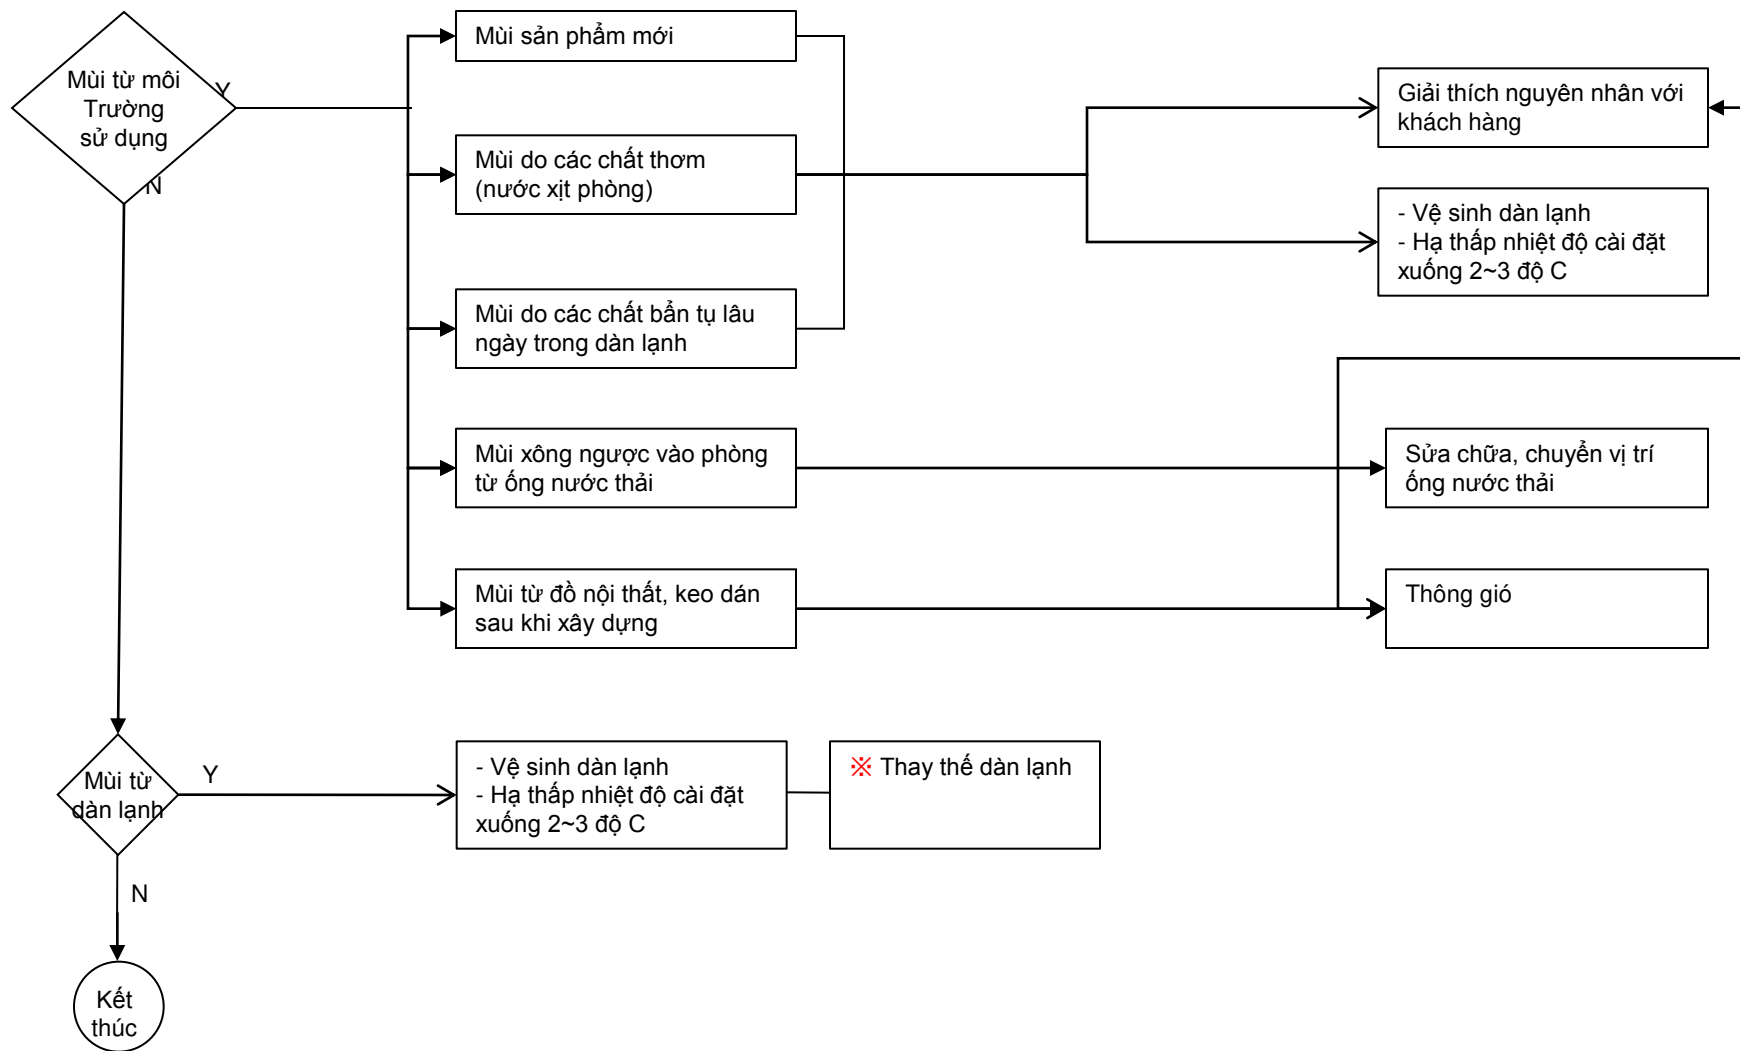 Mùi từ môi
Trường
sử dụng
Y
N
Mùi sản phẩm mới
Mùi do các chất thơm
(nước xịt phòng)
Mùi do các chất bẩn tụ lâu
ngày trong dàn lạnh
Mùi xông ngược vào phòng
từ ống nước thải
Mùi từ đồ nội thất, keo dán
sau khi xây dựng
Giải thích nguyên nhân với
khách hàng
- Vệ sinh dàn lạnh
- Hạ thấp nhiệt độ cài đặt
xuống 2~3 độ C
Sửa chữa, chuyển vị trí
ống nước thải
Thông gió
Mùi từ
dàn lạnh
Y
N
- Vệ sinh dàn lạnh
- Hạ thấp nhiệt độ cài đặt
xuống 2~3 độ C
※ Thay thế dàn lạnh
Kết
thúc